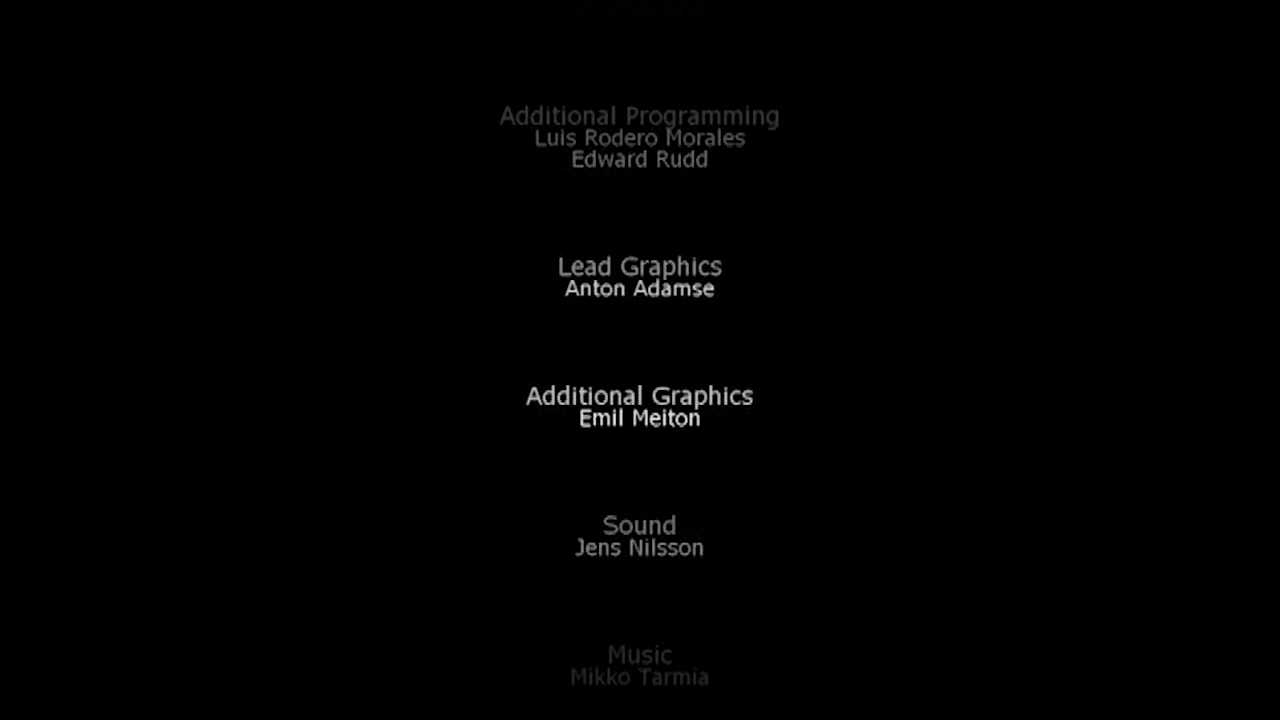 Additional Programming
Luis Rodero Morales
Edward Rudd
Lead Graphics
Anton Adamse
Additional Graphics
Emil Meiton
Sound
Jens Nilsson
Music
Mikko Tarmia